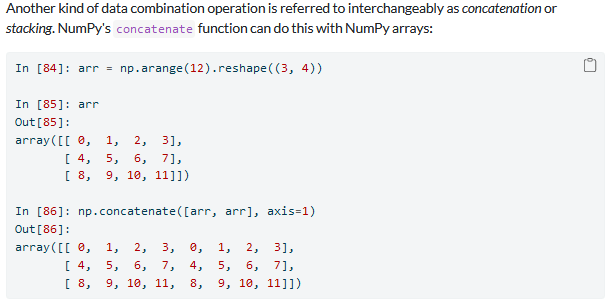 Another kind of data combination operation is referred to interchangeably as concatenation or
stacking. NumPy's concatenate function can do this with NumPy arrays:
In [84]: arr = np.arange(12).reshape((3, 4))
In [85]: arr
Out[85]:
array([[ 0,  1,  2,  3],
       [ 4,  5,  6,  7],
       [ 8,  9, 10, 11]])
In [86]: np.concatenate([arr, arr], axis=1)
Out[86]:
array([[ 0,  1,  2,  3,  0,  1,  2,  3],
       [ 4,  5,  6,  7,  4,  5,  6,  7],
       [ 8,  9, 10, 11,  8,  9, 10, 11]])